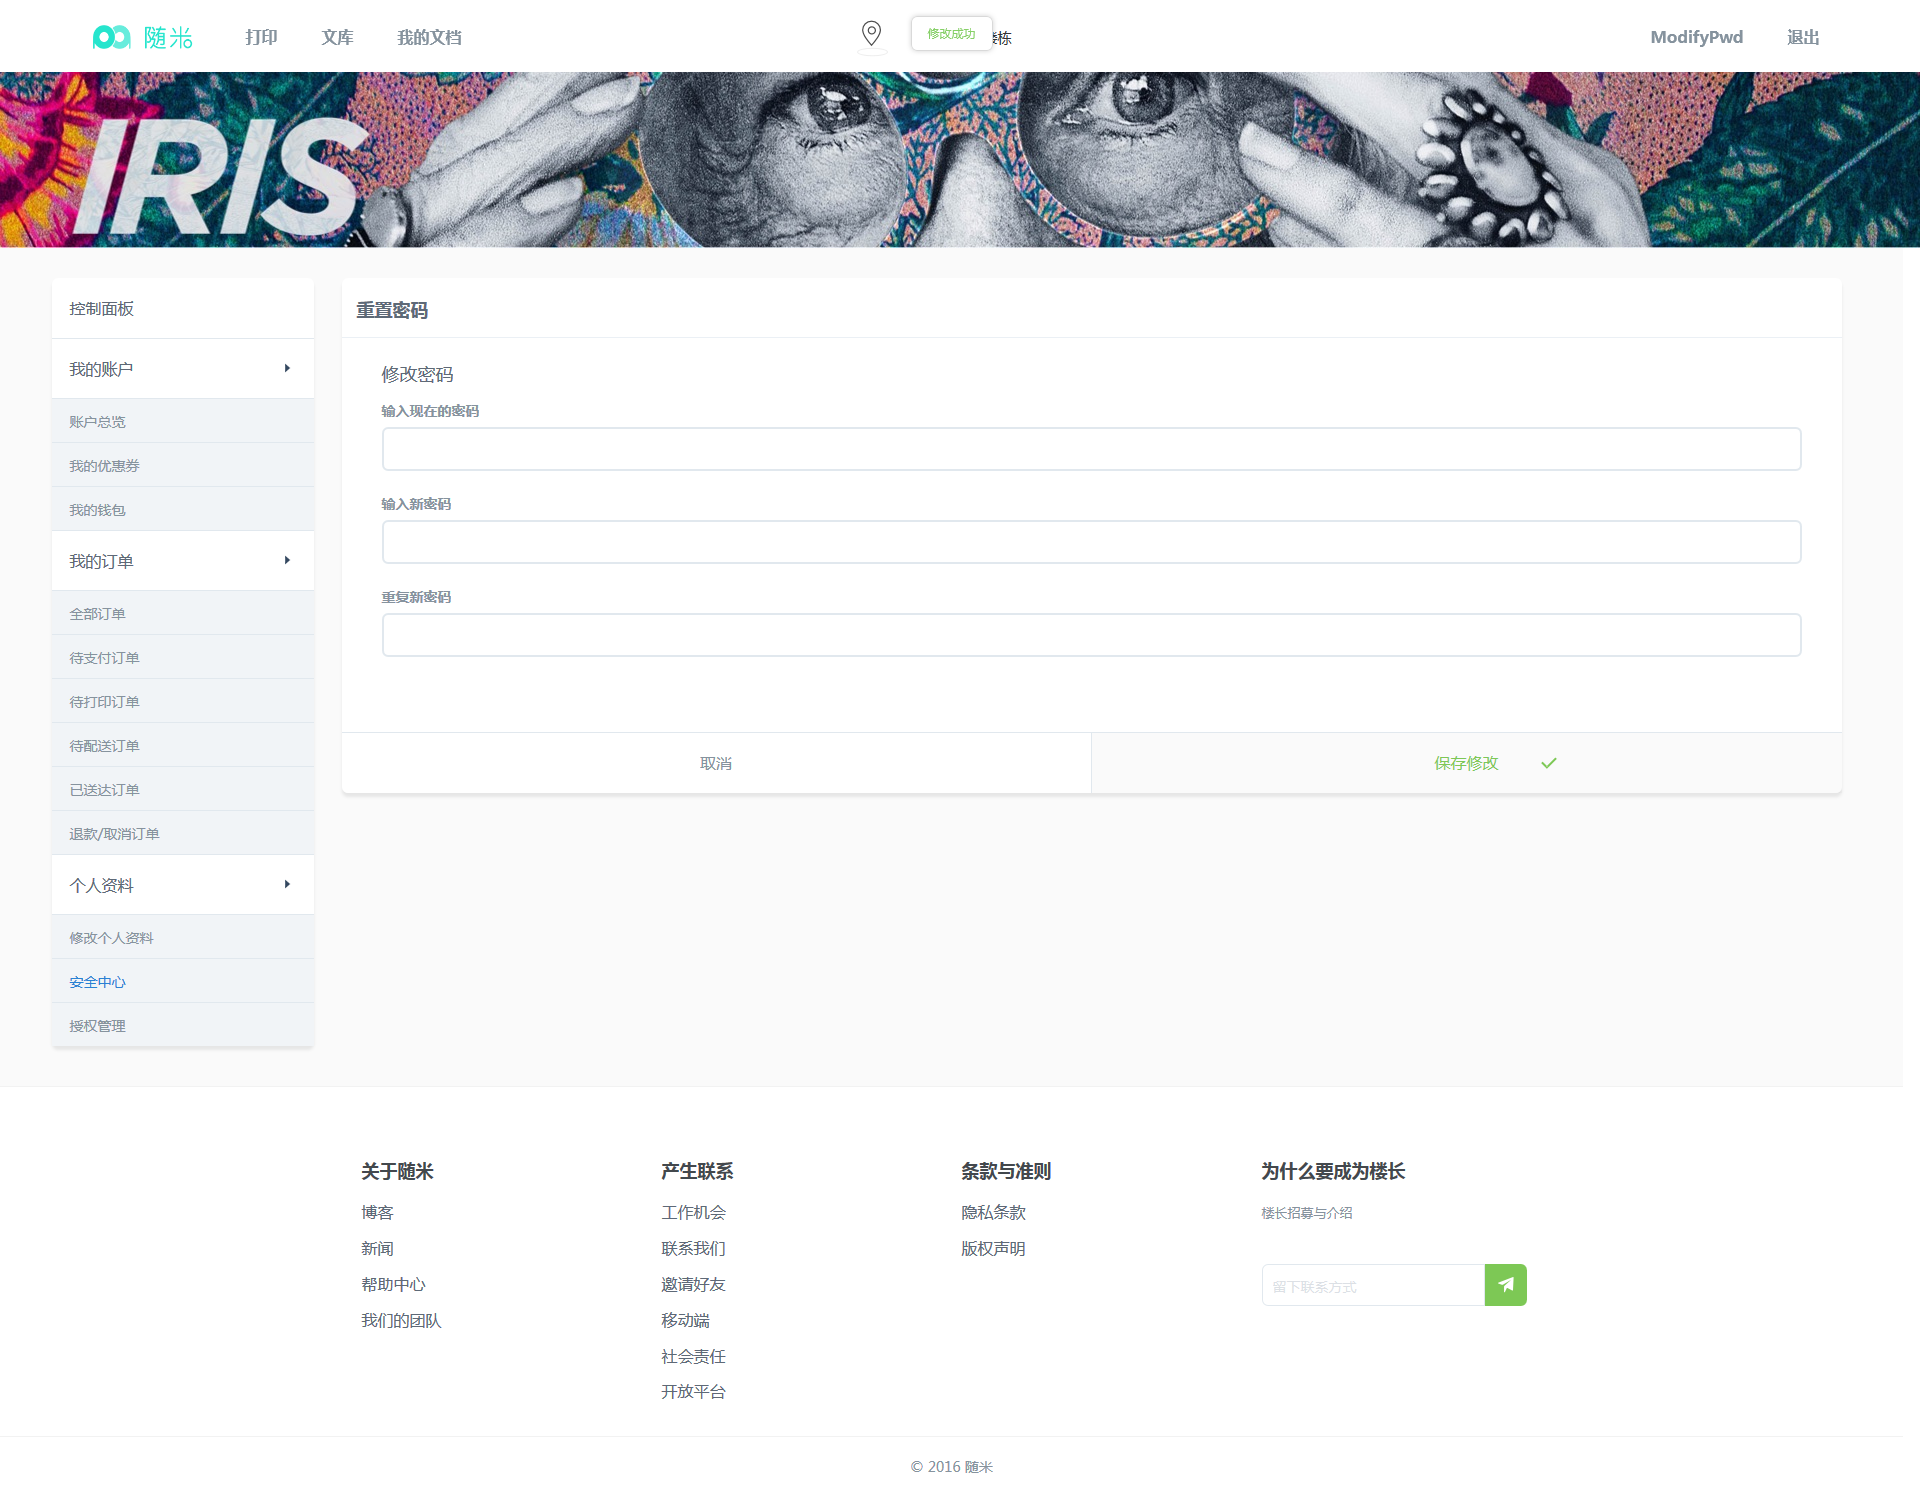 随米
打印
文库
我的文档
修改成功
栋
ModifyPwd
退出
IRIS
控制面板
我的账户
账户总览
我的优惠券
我的钱包
我的订单
全部订单
待支付订单
待打印订单
待配送订单
已送达订单
退款/取消订单
个人资料
修改个人资料
安全中心
授权管理
重置密码
修改密码
输入现在的密码
输入新密码
重复新密码
取消
保存修改
关于随米
博客
新闻
帮助中心
我们的团队
产生联系
工作机会
联系我们
邀请好友
移动端
社会责任
开放平台
条款与准则
隐私条款
版权声明
为什么要成为楼长
楼长招募与介绍
留下联系方式
© 2016 随米